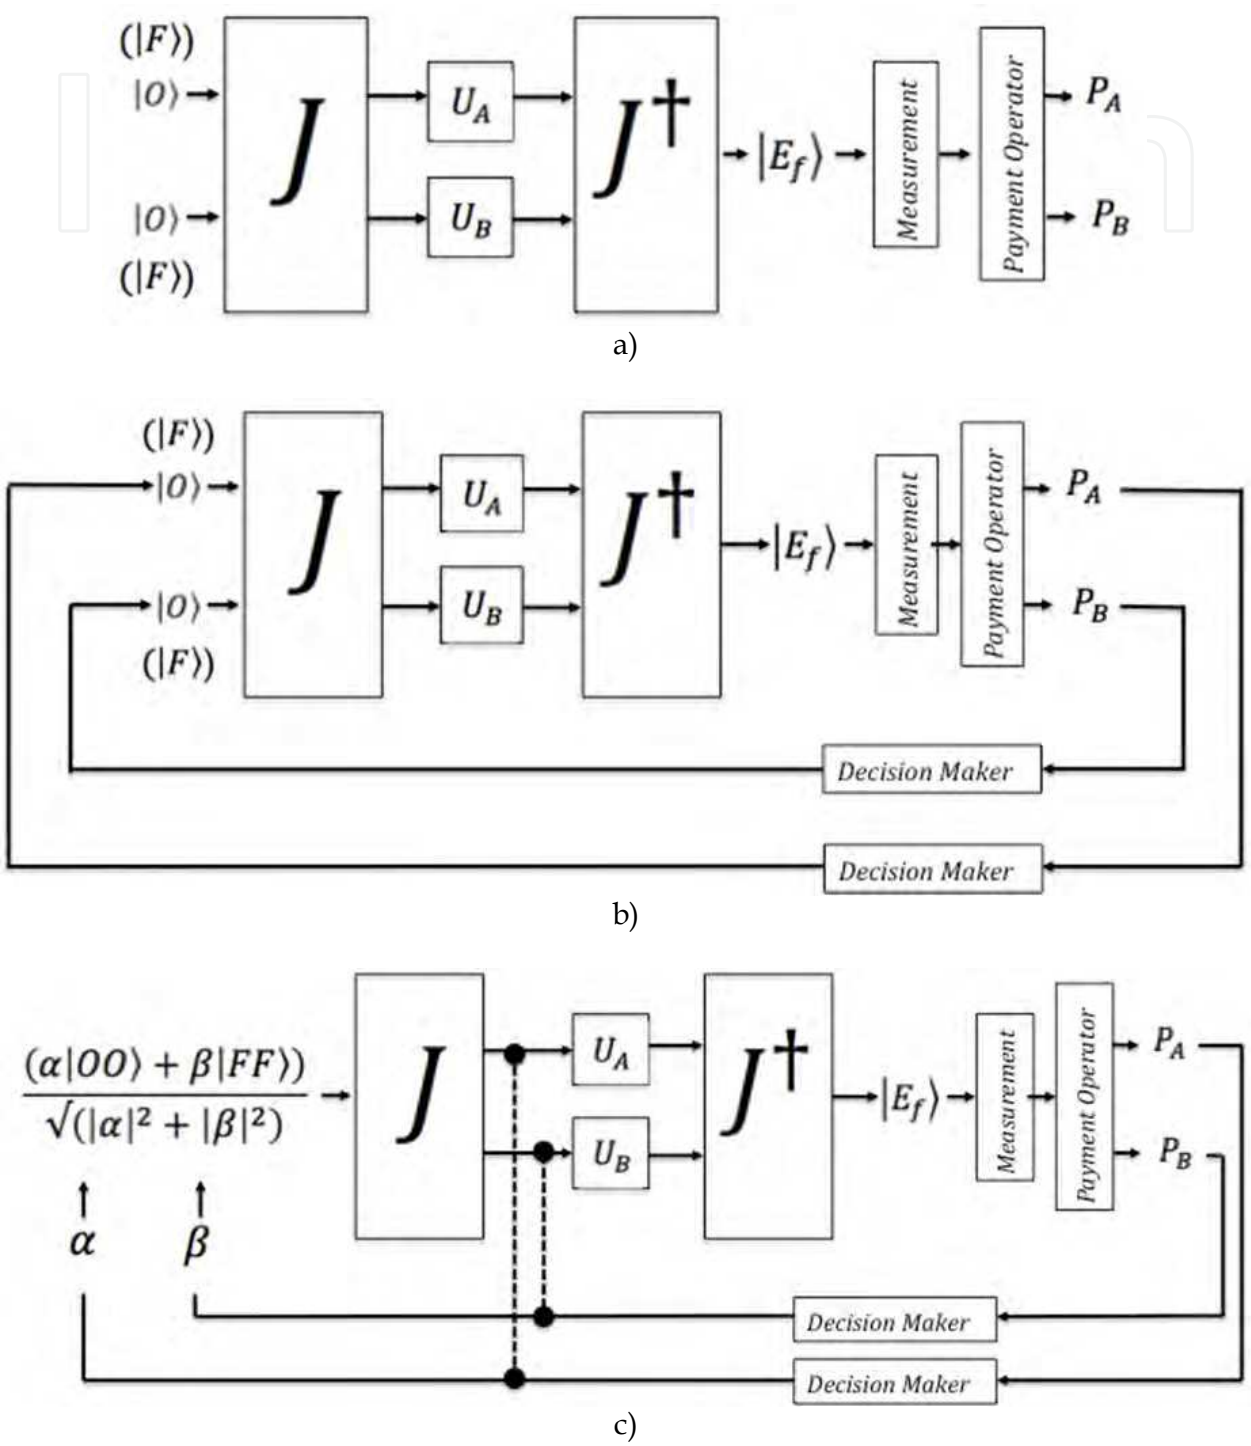 (|F⟩)
|O⟩
J
U_A
J†
|E_f⟩
Measurement
Payment Operator
P_A
|O⟩
U_B
P_B
(|F⟩)
a)
(|F⟩)
|O⟩
J
U_A
J†
|E_f⟩
Measurement
Payment Operator
P_A
|O⟩
U_B
P_B
(|F⟩)
Decision Maker
Decision Maker
b)
(α|OO⟩ + β|FF⟩)
√(|α|² + |β|²)
J
U_A
J†
|E_f⟩
Measurement
Payment Operator
P_A
U_B
P_B
α
β
Decision Maker
Decision Maker
c)